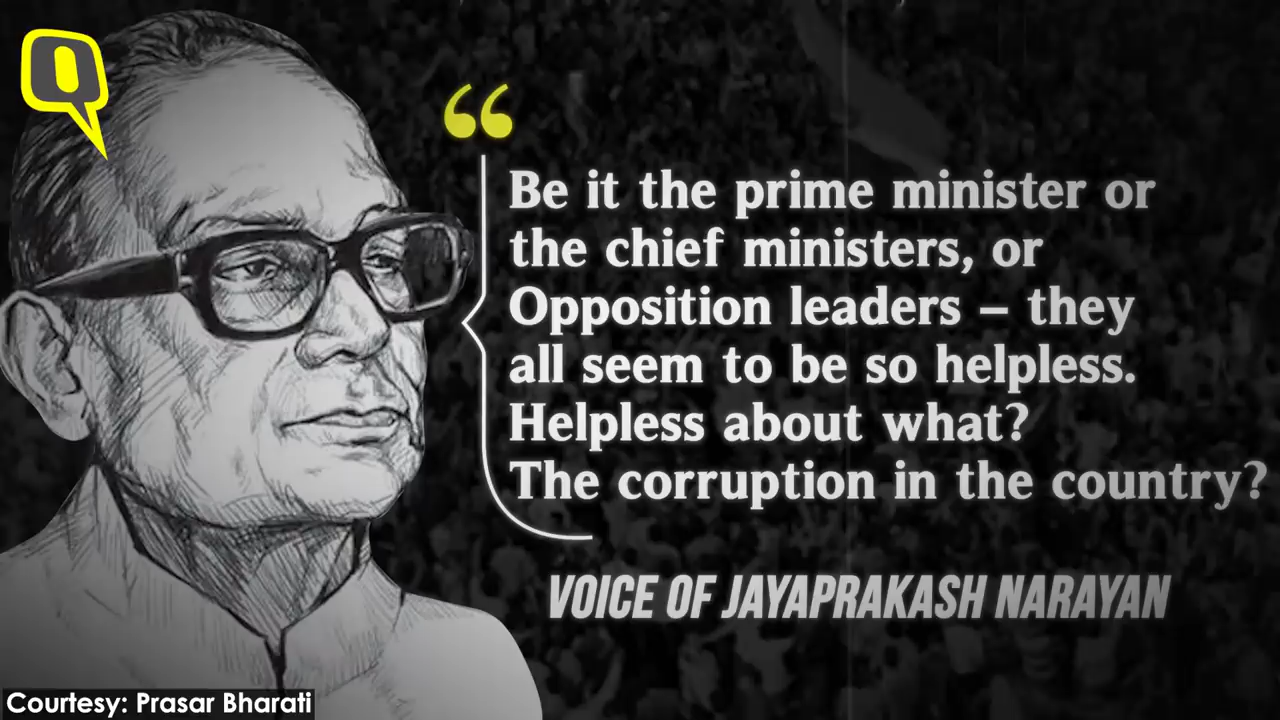 Q
“
Be it the prime minister or
the chief ministers, or
Opposition leaders – they
all seem to be so helpless.
Helpless about what?
The corruption in the country?
VOICE OF JAYAPRAKASH NARAYAN
Courtesy: Prasar Bharati